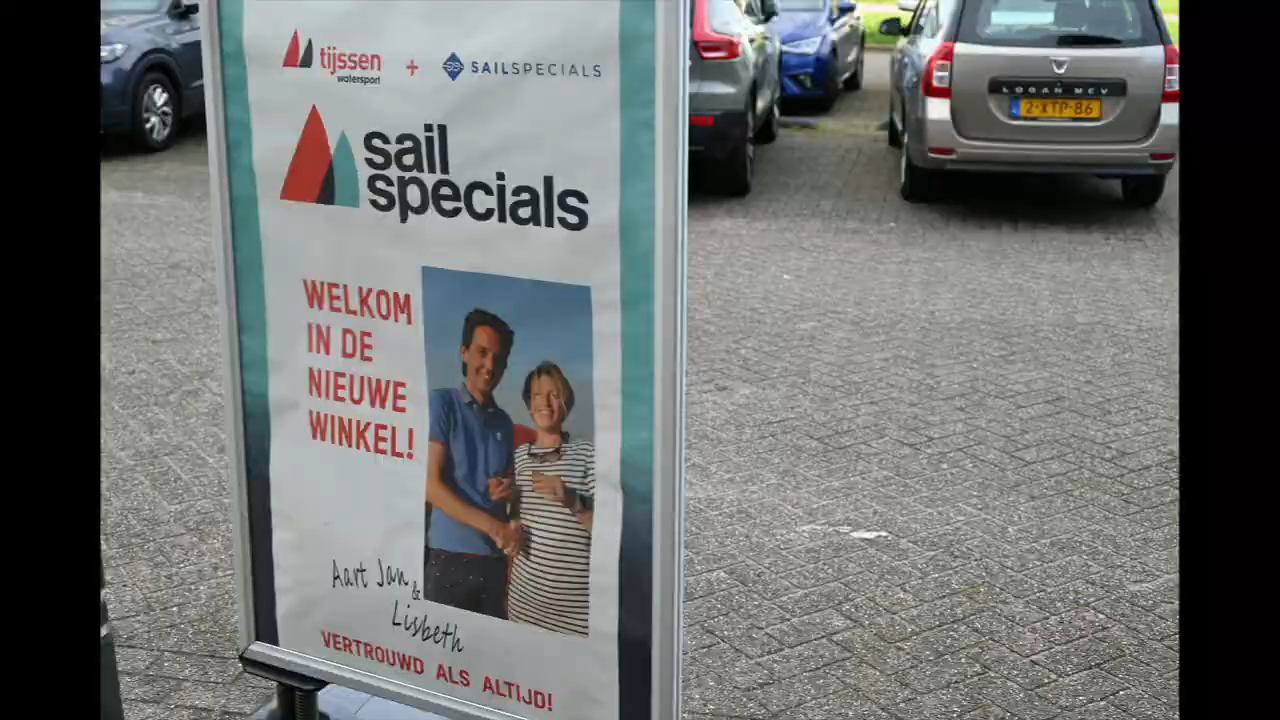 tijssen
watersport
+
SAILSPECIALS
sail
specials
WELKOM
IN DE
NIEUWE
WINKEL!
Aart Jan
&
Lisbeth
VERTROUWD ALS ALTIJD!
LOGAN MCV
2-XTP-86